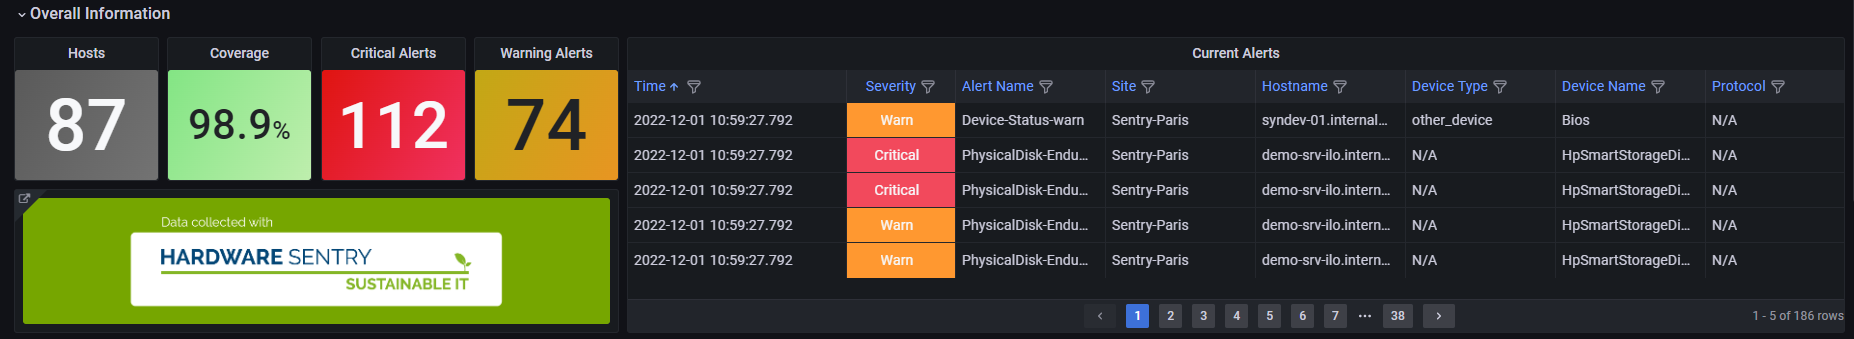 Overall Information
Hosts
87
Coverage
98.9%
Critical Alerts
112
Warning Alerts
74
Data collected with
HARDWARE SENTRY
SUSTAINABLE IT
Current Alerts
Time Severity Alert Name Site Hostname Device Type Device Name Protocol
2022-12-01 10:59:27.792 Warn Device-Status-warn Sentry-Paris syndev-01.internal... other_device Bios N/A
2022-12-01 10:59:27.792 Critical PhysicalDisk-Endu... Sentry-Paris demo-srv-ilo.intern... N/A HpSmartStorageDi... N/A
2022-12-01 10:59:27.792 Critical PhysicalDisk-Endu... Sentry-Paris demo-srv-ilo.intern... N/A HpSmartStorageDi... N/A
2022-12-01 10:59:27.792 Warn PhysicalDisk-Endu... Sentry-Paris demo-srv-ilo.intern... N/A HpSmartStorageDi... N/A
2022-12-01 10:59:27.792 Warn PhysicalDisk-Endu... Sentry-Paris demo-srv-ilo.intern... N/A HpSmartStorageDi... N/A
1 2 3 4 5 6 7 ... 38 1 - 5 of 186 rows